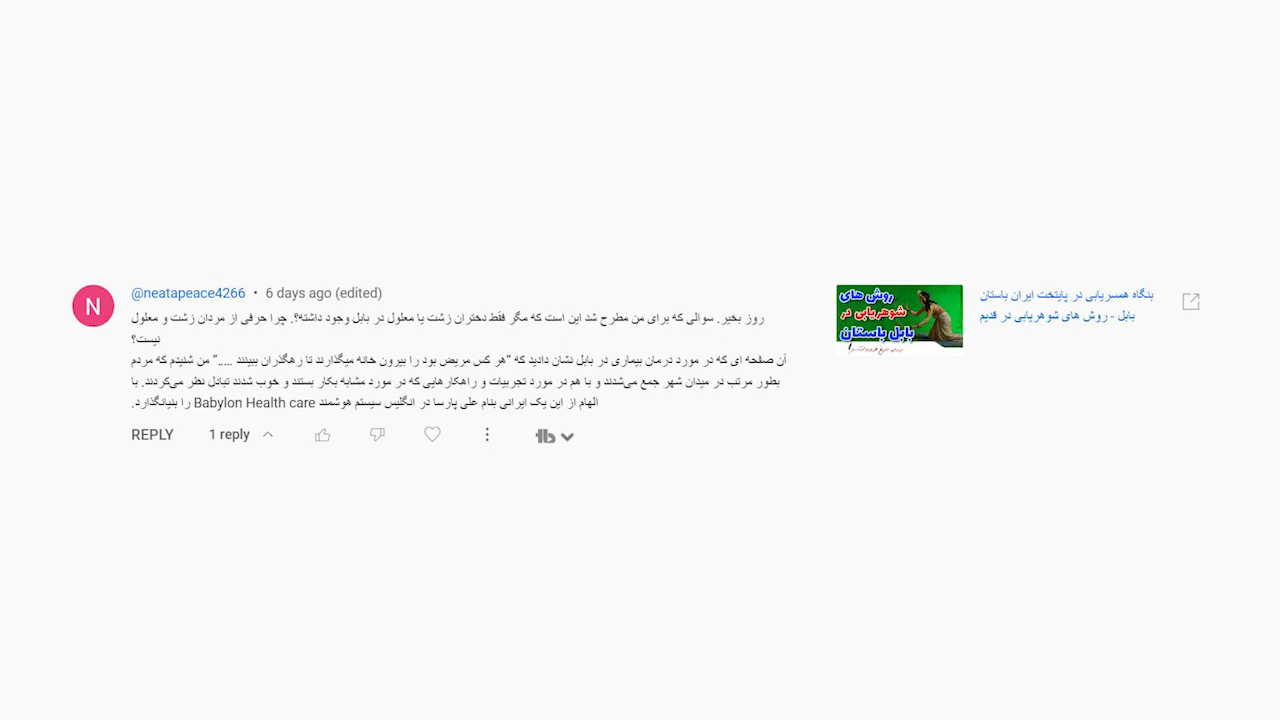 @neatapeace4266 • 6 days ago (edited)
روز بخیر. سوالی که برای من مطرح شد این است که مگر فقط دختران زشت یا معلول در بابل وجود داشته؟. چرا حرفی از مردان زشت و معلول
نیست؟
آن صفحه ای که در مورد درمان بیماری در بابل نشان دادید که “هر کس مریض بود را بیرون خانه میگذارند تا رهگذران ببینند .....” من شنیدم که مردم
بطور مرتب در میدان شهر جمع می‌شدند و با هم در مورد تجربیات و راهکارهایی که در مورد مشابه بکار بستند و خوب شدند تبادل نظر می‌کردند. با
الهام از این یک ایرانی بنام علی پارسا در انگلیس سیستم هوشمند Babylon Health care را بنیانگذارد.
REPLY 1 reply
N
روش های
شوهریابی در
بابل باستان
بنگاه همسریابی در پایتخت ایران باستان
بابل - روش های شوهریابی در قدیم